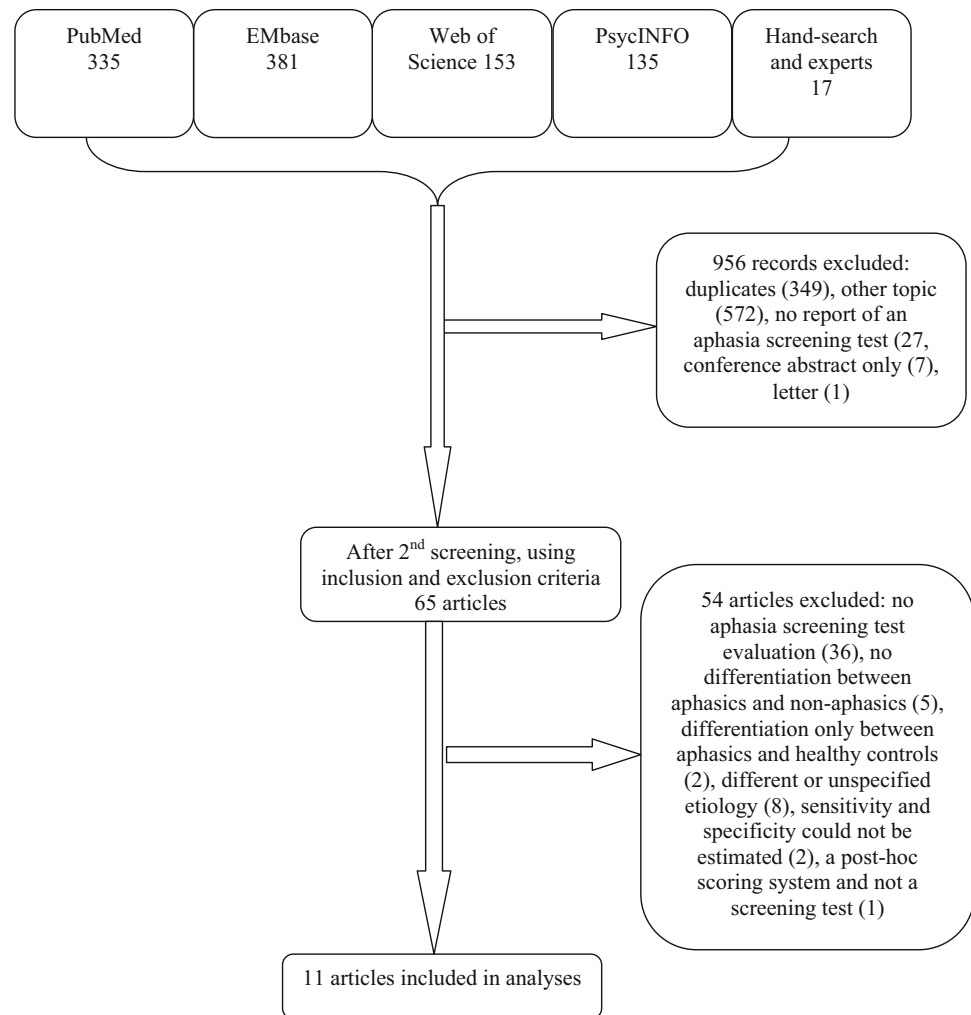 PubMed
335
EMbase
381
Web of
Science 153
PsycINFO
135
Hand-search
and experts
17
956 records excluded:
duplicates (349), other topic
(572), no report of an
aphasia screening test (27,
conference abstract only (7),
letter (1)
After 2nd screening, using
inclusion and exclusion criteria
65 articles
54 articles excluded: no
aphasia screening test
evaluation (36), no
differentiation between
aphasics and non-aphasics (5),
differentiation only between
aphasics and healthy controls
(2), different or unspecified
etiology (8), sensitivity and
specificity could not be
estimated (2), a post-hoc
scoring system and not a
screening test (1)
11 articles included in analyses